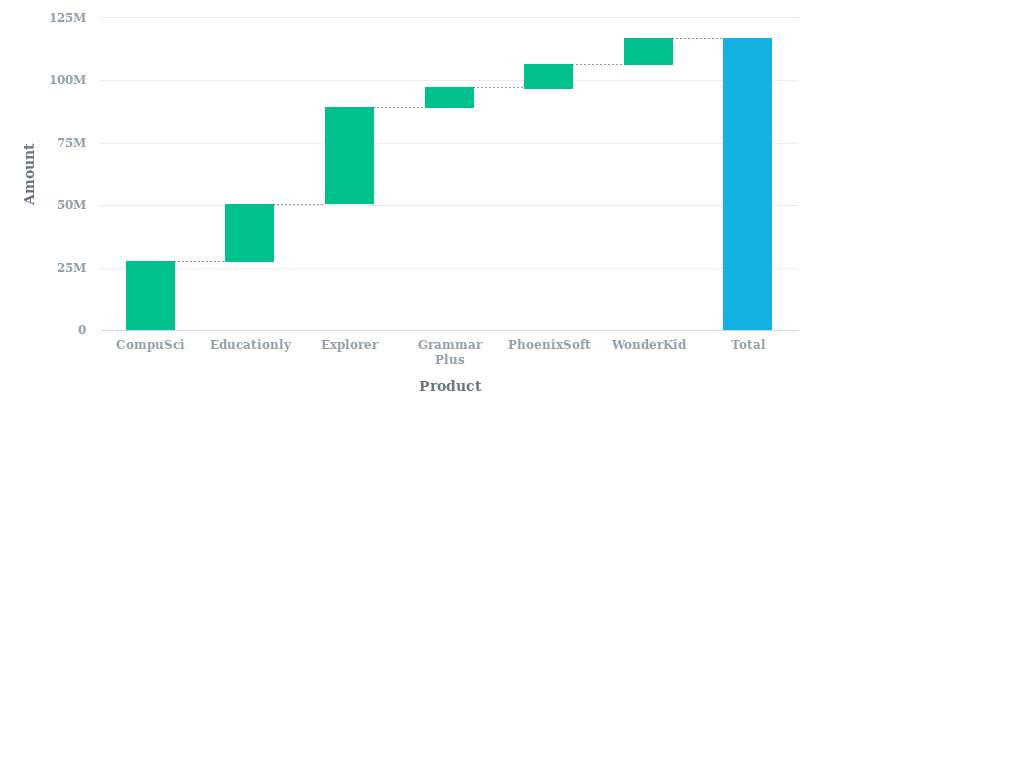 125M
100M
75M
50M
25M
0
Amount
CompuSci
Educationly
Explorer
Grammar
Plus
PhoenixSoft
WonderKid
Total
Product